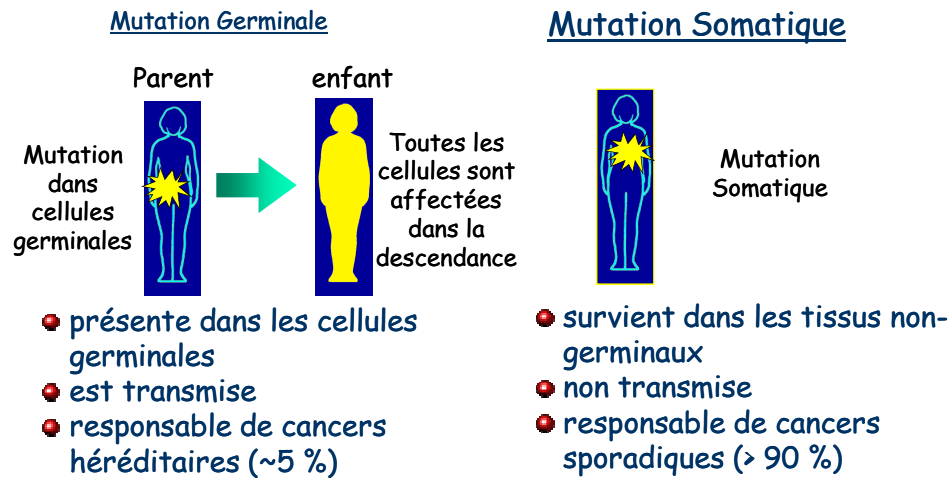 Mutation Germinale
Parent
enfant
Mutation
dans
cellules
germinales
Toutes les
cellules sont
affectées
dans la
descendance
présente dans les cellules
germinales
est transmise
responsable de cancers
héréditaires (~5 %)
Mutation Somatique
Mutation
Somatique
survient dans les tissus non-
germinaux
non transmise
responsable de cancers
sporadiques (> 90 %)